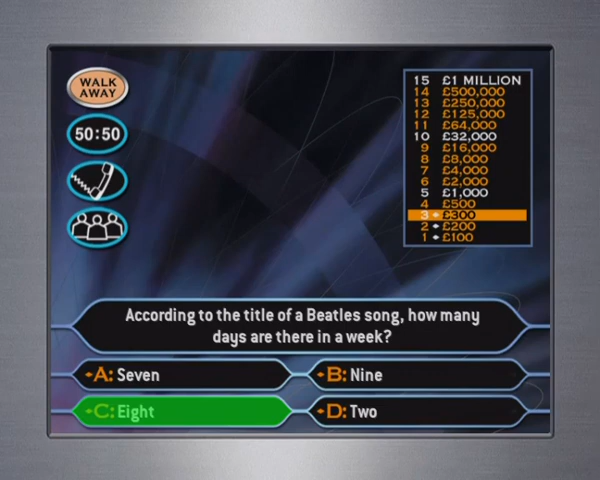 WALK
AWAY
50:50
15 £1 MILLION
14 £500,000
13 £250,000
12 £125,000
11 £64,000
10 £32,000
9 £16,000
8 £8,000
7 £4,000
6 £2,000
5 £1,000
4 £500
3 ♦ £300
2 ♦ £200
1 ♦ £100
According to the title of a Beatles song, how many
days are there in a week?
♦A: Seven
♦B: Nine
♦C: Eight
♦D: Two